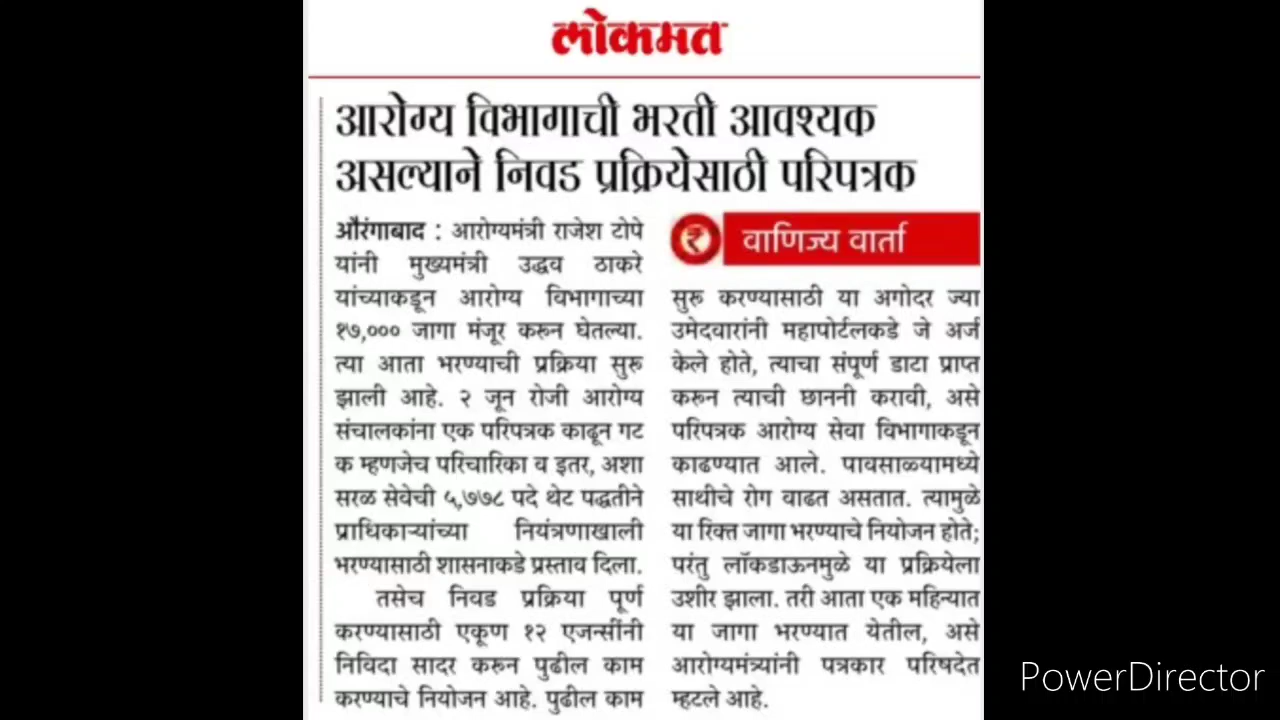 लोकमत
आरोग्य विभागाची भरती आवश्यक
असल्याने निवड प्रक्रियेसाठी परिपत्रक
औरंगाबाद : आरोग्यमंत्री राजेश टोपे
यांनी मुख्यमंत्री उद्धव ठाकरे
यांच्याकडून आरोग्य विभागाच्या
१७,००० जागा मंजूर करून घेतल्या.
त्या आता भरण्याची प्रक्रिया सुरू
झाली आहे. २ जून रोजी आरोग्य
संचालकांना एक परिपत्रक काढून गट
क म्हणजेच परिचारिका व इतर, अशा
सरळ सेवेची ५,७७८ पदे थेट पद्धतीने
प्राधिकाऱ्यांच्या नियंत्रणाखाली
भरण्यासाठी शासनाकडे प्रस्ताव दिला.
तसेच निवड प्रक्रिया पूर्ण
करण्यासाठी एकूण १२ एजन्सींनी
निविदा सादर करून पुढील काम
करण्याचे नियोजन आहे. पुढील काम
₹ वाणिज्य वार्ता
सुरू करण्यासाठी या अगोदर ज्या
उमेदवारांनी महापोर्टलकडे जे अर्ज
केले होते, त्याचा संपूर्ण डाटा प्राप्त
करून त्याची छाननी करावी, असे
परिपत्रक आरोग्य सेवा विभागाकडून
काढण्यात आले. पावसाळ्यामध्ये
साथीचे रोग वाढत असतात. त्यामुळे
या रिक्त जागा भरण्याचे नियोजन होते;
परंतु लॉकडाऊनमुळे या प्रक्रियेला
उशीर झाला. तरी आता एक महिन्यात
या जागा भरण्यात येतील, असे
आरोग्यमंत्र्यांनी पत्रकार परिषदेत
म्हटले आहे.
PowerDirector